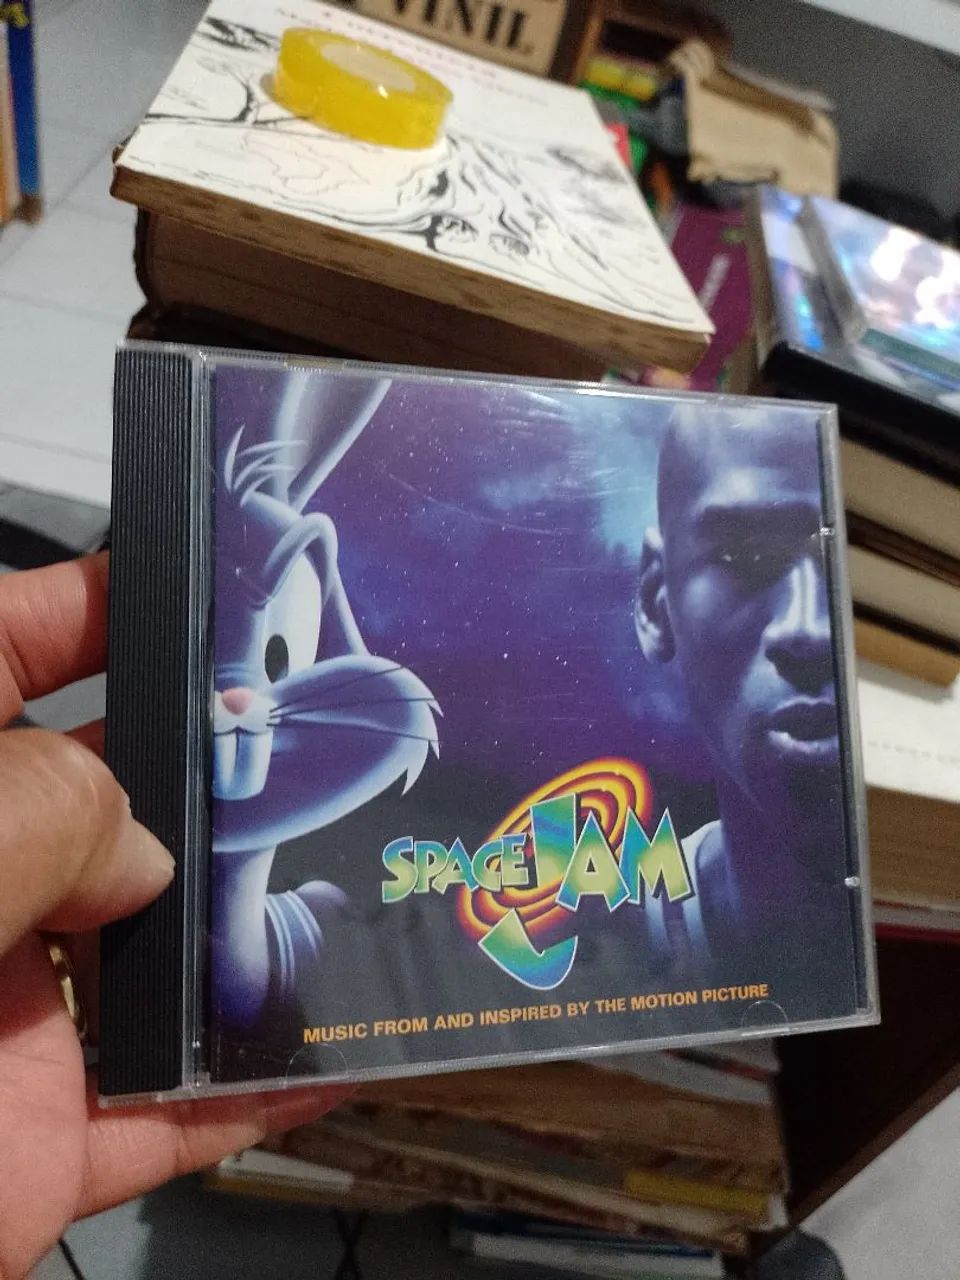 VINIL
SPACE JAM
MUSIC FROM AND INSPIRED BY THE MOTION PICTURE